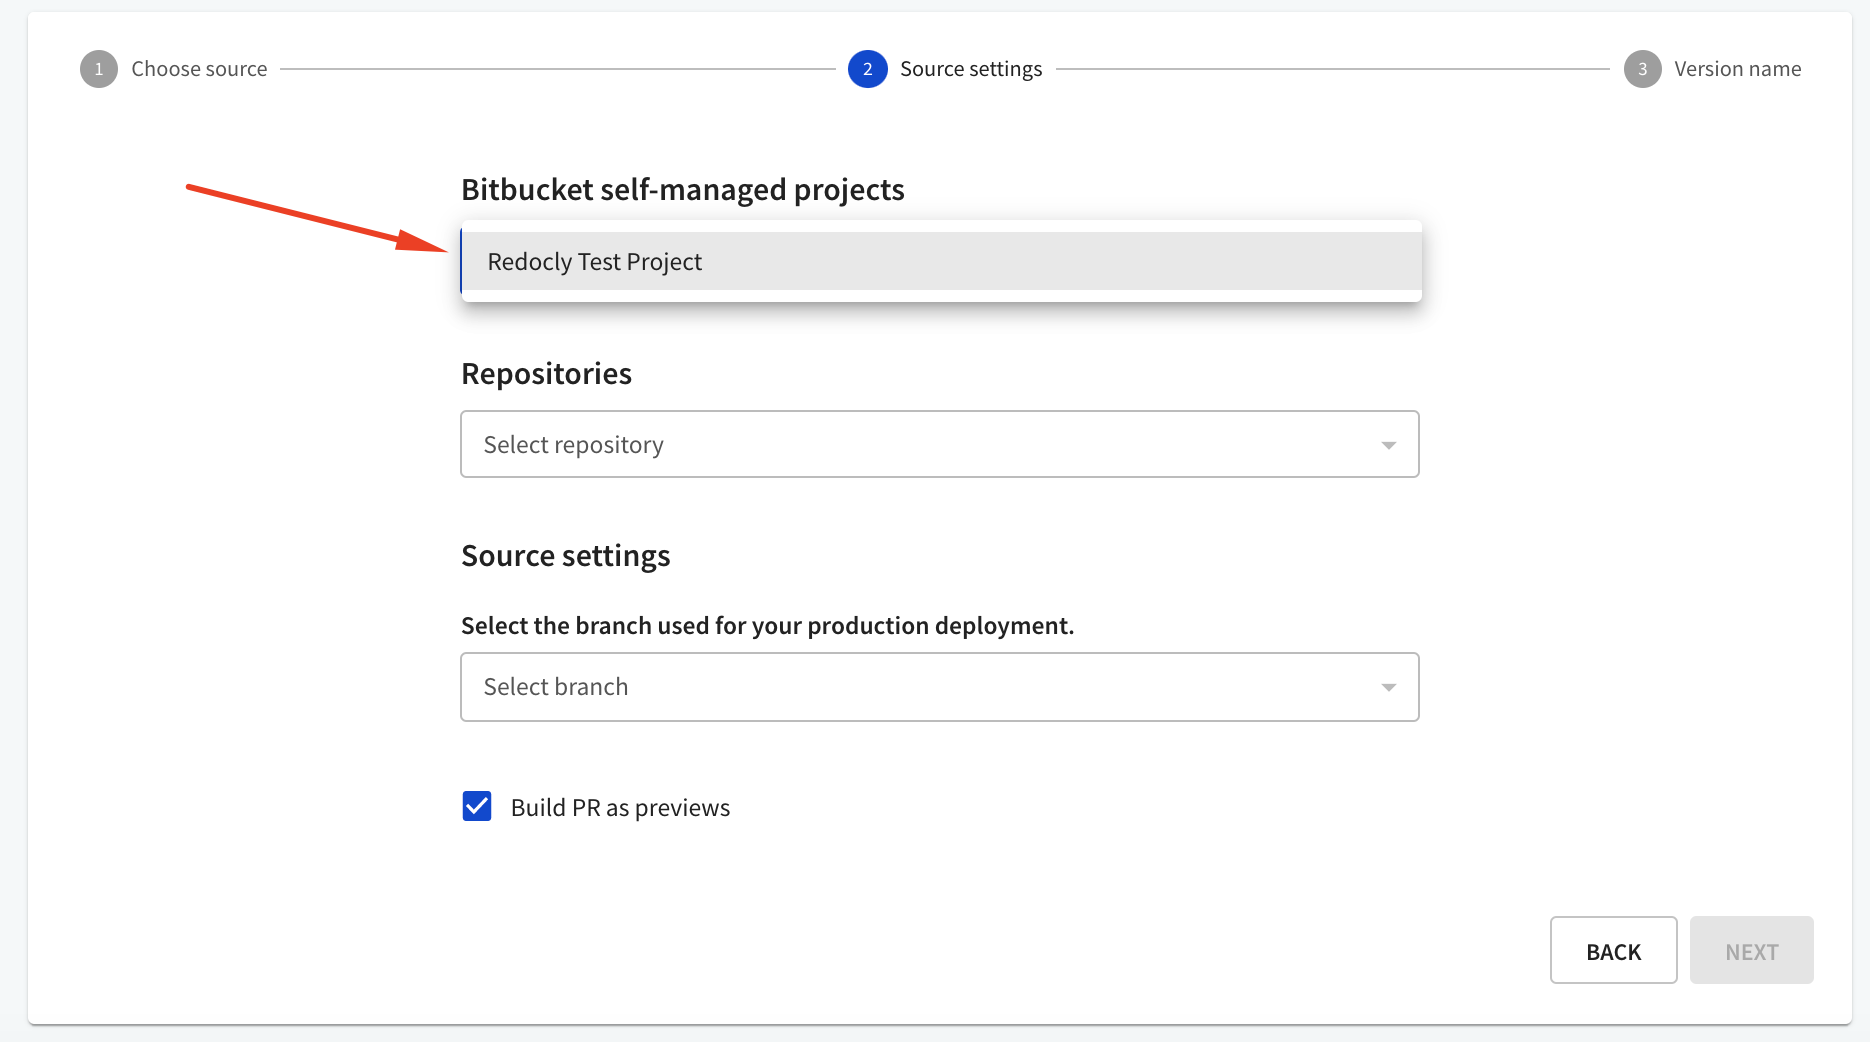 1 Choose source
2 Source settings
3 Version name
Bitbucket self-managed projects
Redocly Test Project
Repositories
Select repository
Source settings
Select the branch used for your production deployment.
Select branch
Build PR as previews
BACK
NEXT